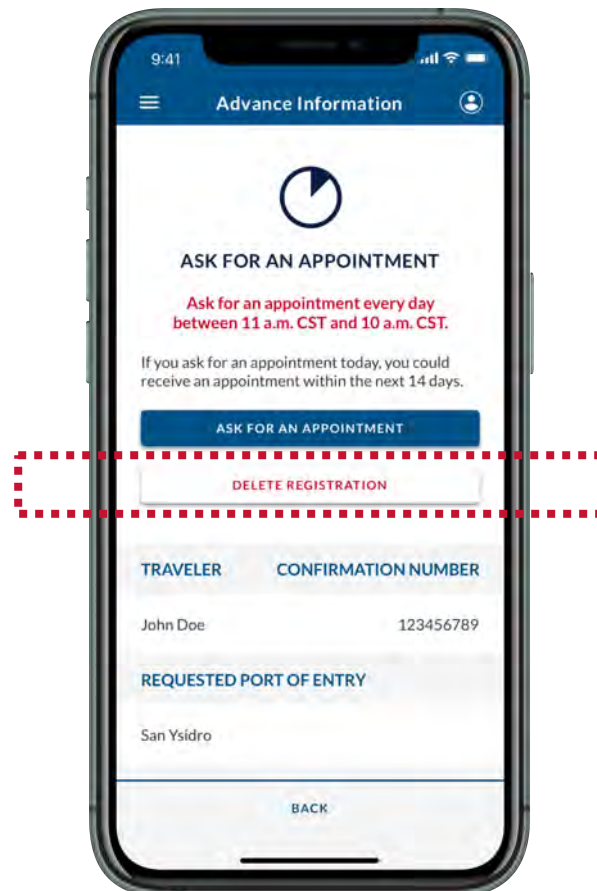 9:41
Advance Information
ASK FOR AN APPOINTMENT
Ask for an appointment every day
between 11 a.m. CST and 10 a.m. CST.
If you ask for an appointment today, you could
receive an appointment within the next 14 days.
ASK FOR AN APPOINTMENT
DELETE REGISTRATION
TRAVELER CONFIRMATION NUMBER
John Doe 123456789
REQUESTED PORT OF ENTRY
San Ysidro
BACK